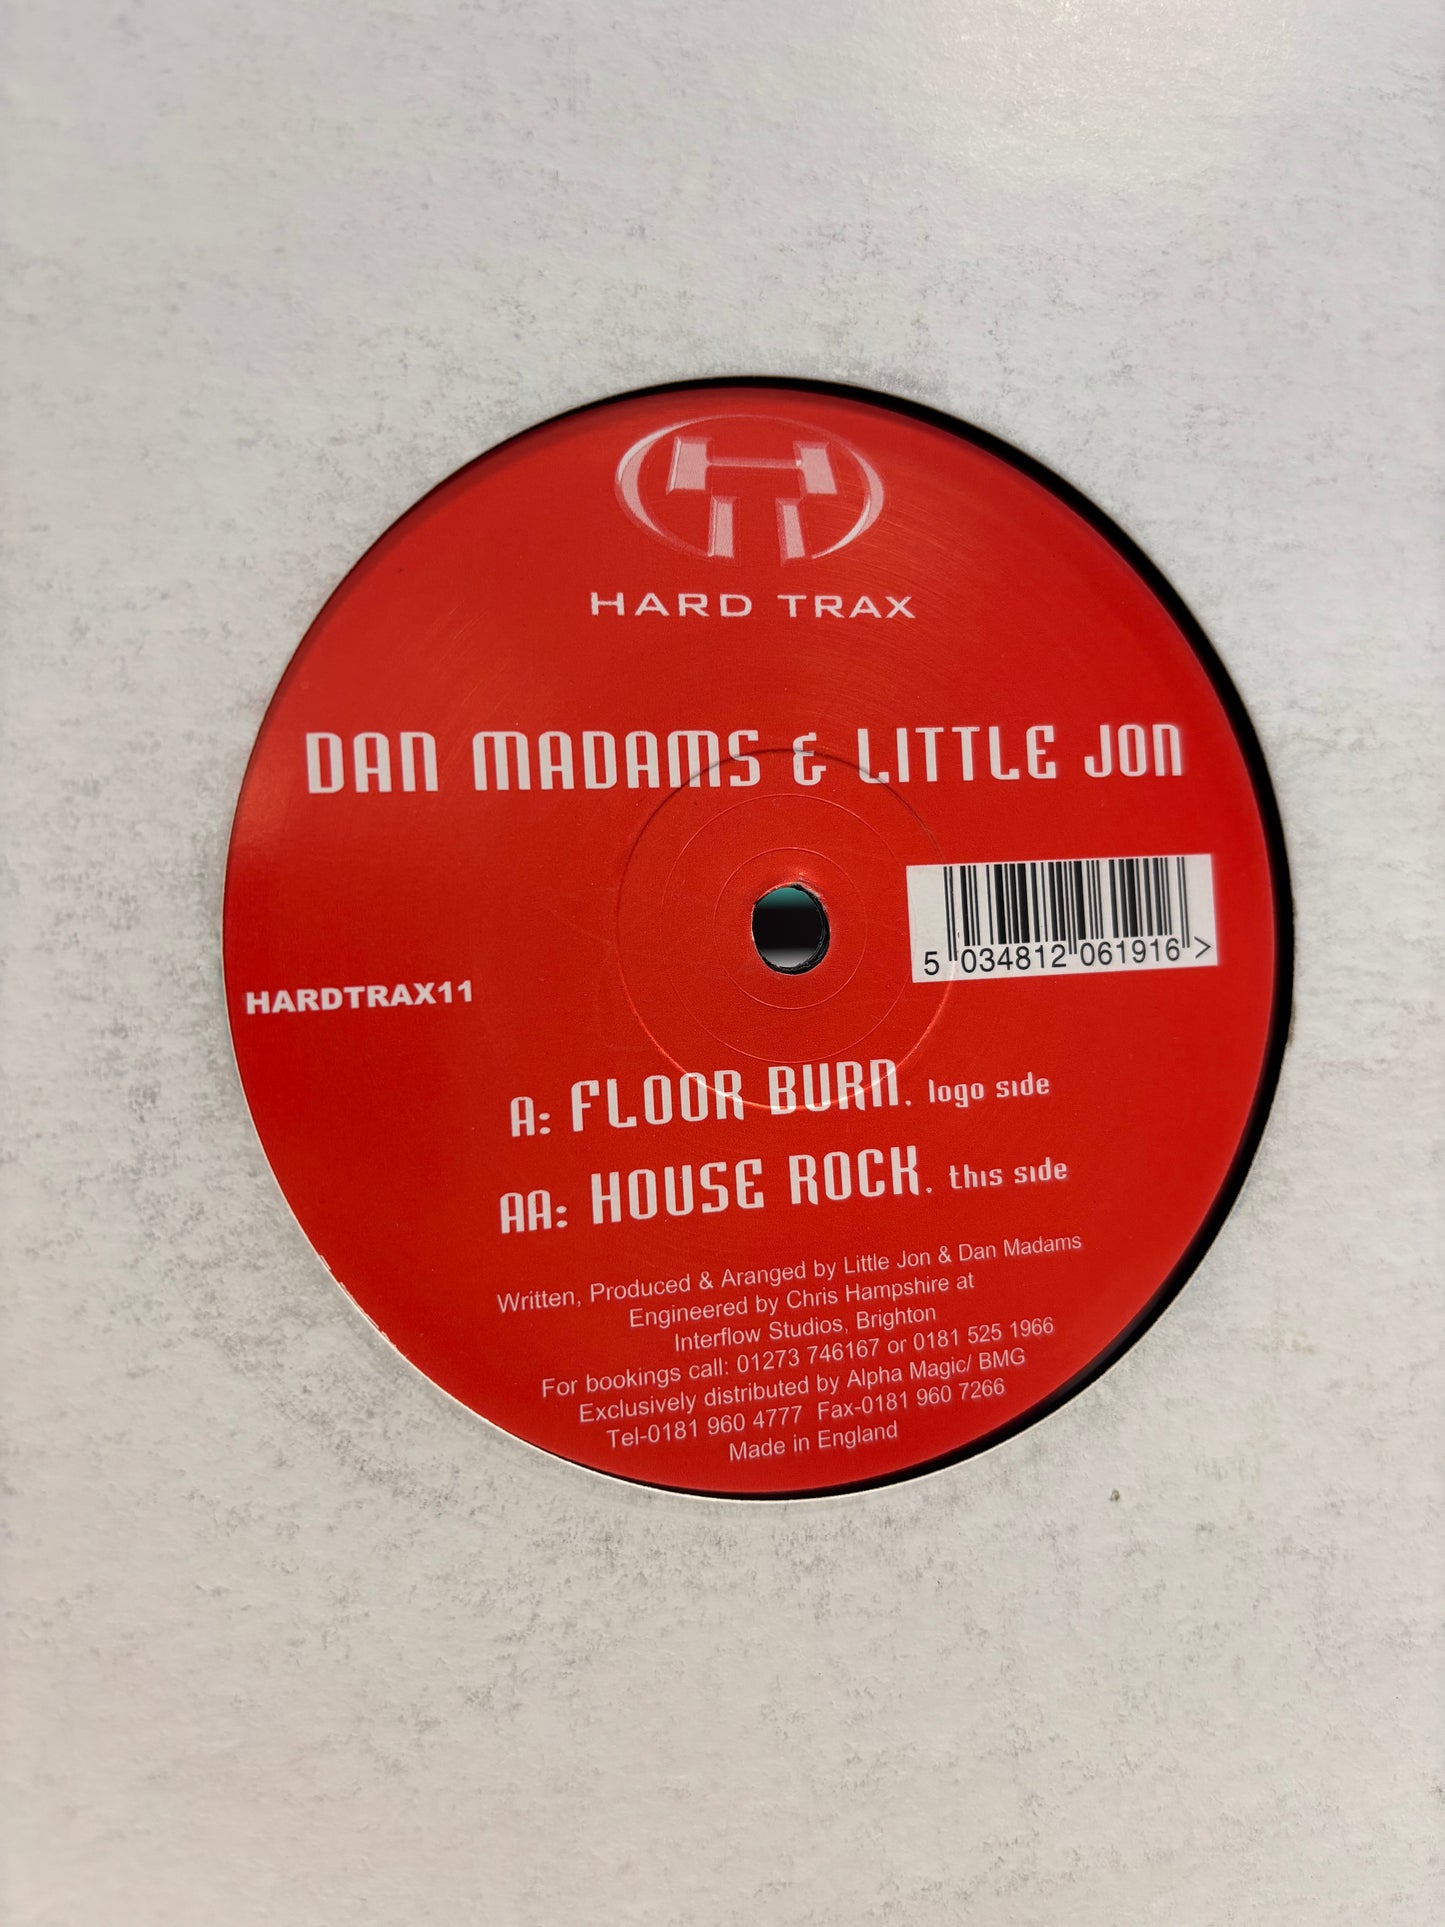 HARD TRAX
DAN MADAMS & LITTLE JON
5 034812 061916 >
HARDTRAX11
A: FLOOR BURN. logo side
AA: HOUSE ROCK. this side
Written, Produced & Aranged by Little Jon & Dan Madams
Engineered by Chris Hampshire at
Interflow Studios, Brighton
For bookings call: 01273 746167 or 0181 525 1966
Exclusively distributed by Alpha Magic/ BMG
Tel-0181 960 4777 Fax-0181 960 7266
Made in England